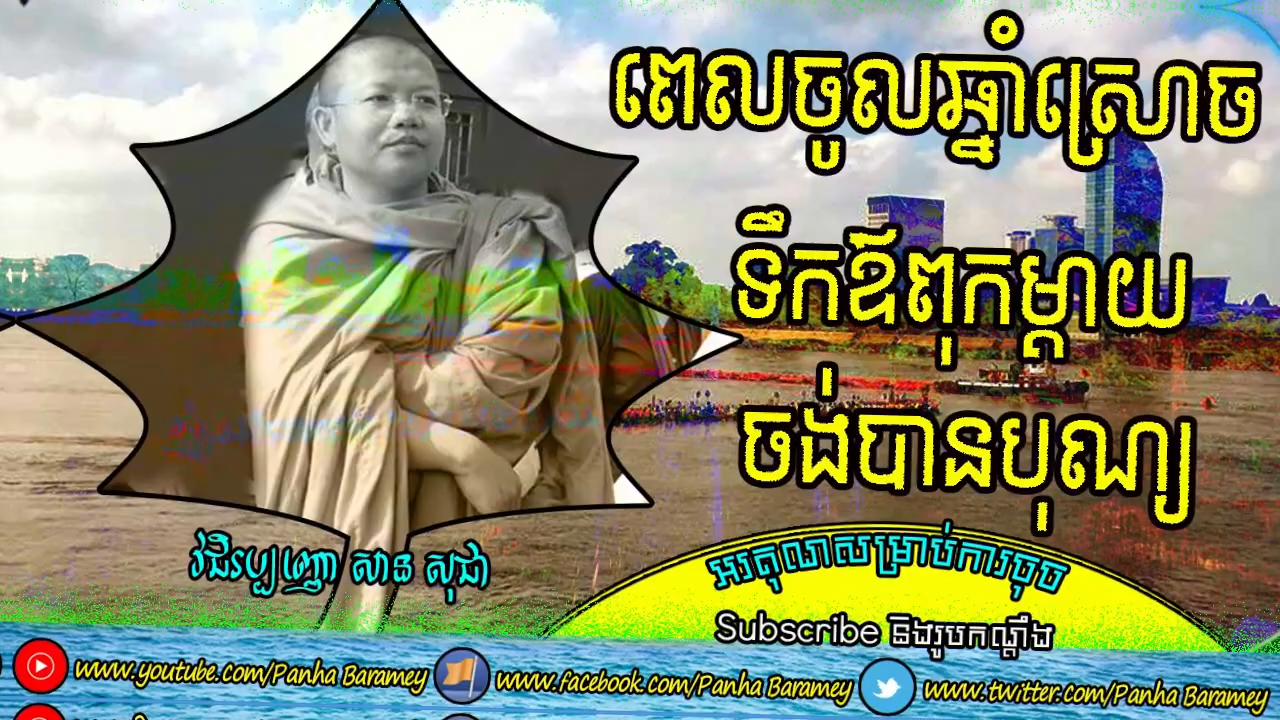 ពេលចូលឆ្នាំស្រោច
ទឹកឪពុកម្តាយ
ចង់បានបុណ្យ
វជិរប្បញ្ញោ សាន សុជា
អរគុណសម្រាប់ការចុច
Subscribe និងរូបកណ្ដឹង
www.youtube.com/Panha Baramey
www.facebook.com/Panha Baramey
www.twitter.com/Panha Baramey